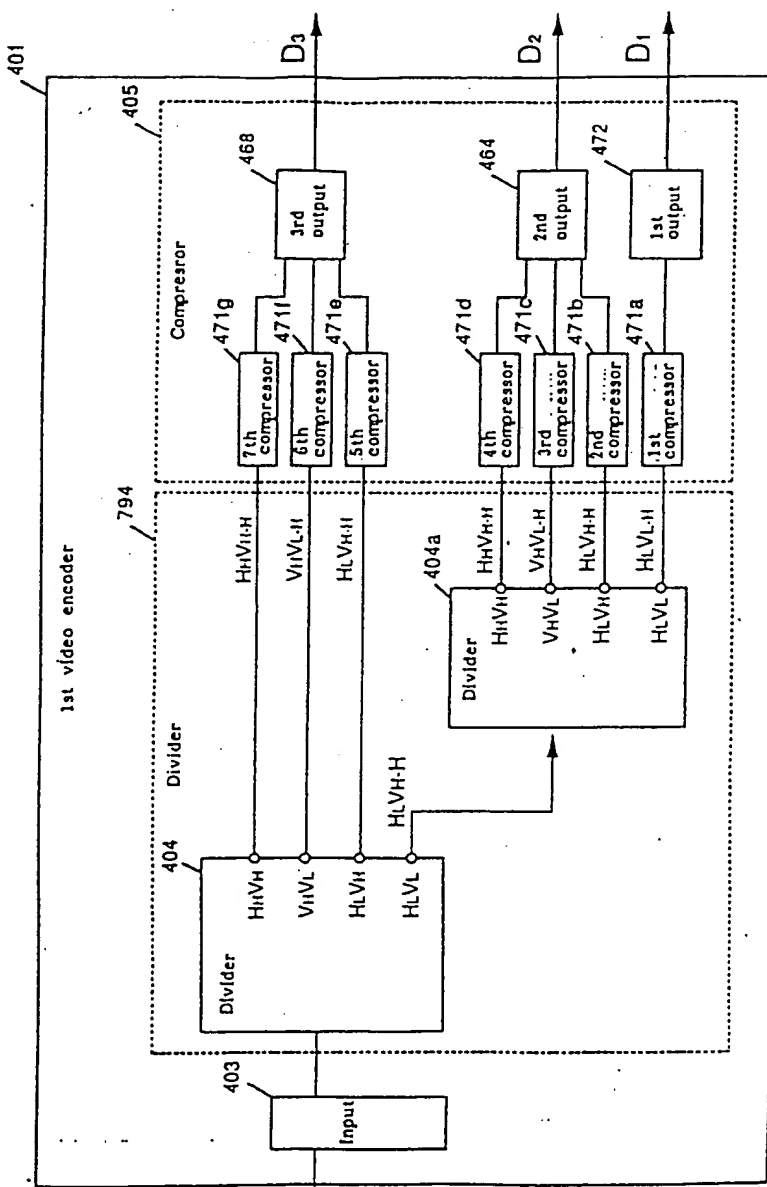 401
1st video encoder
403
Input
794
Divider
404
Divider
HHVH
VHVL
HLVH
HLVL
HHVH-H
VHVL-H
HLVH-H
HLVH-H
404a
Divider
HHVH
VHVL
HLVH
HLVL
HHVH-H
VHVL-H
HLVH-H
HLVL-H
405
Compresror
471g
7th
compressor
471f
6th
compressor
471e
5th
compressor
471d
4th
compressor
471c
3rd
compressor
471b
2nd
compressor
471a
1st
compressor
468
3rd
output
464
2nd
output
472
1st
output
D3
D2
D1